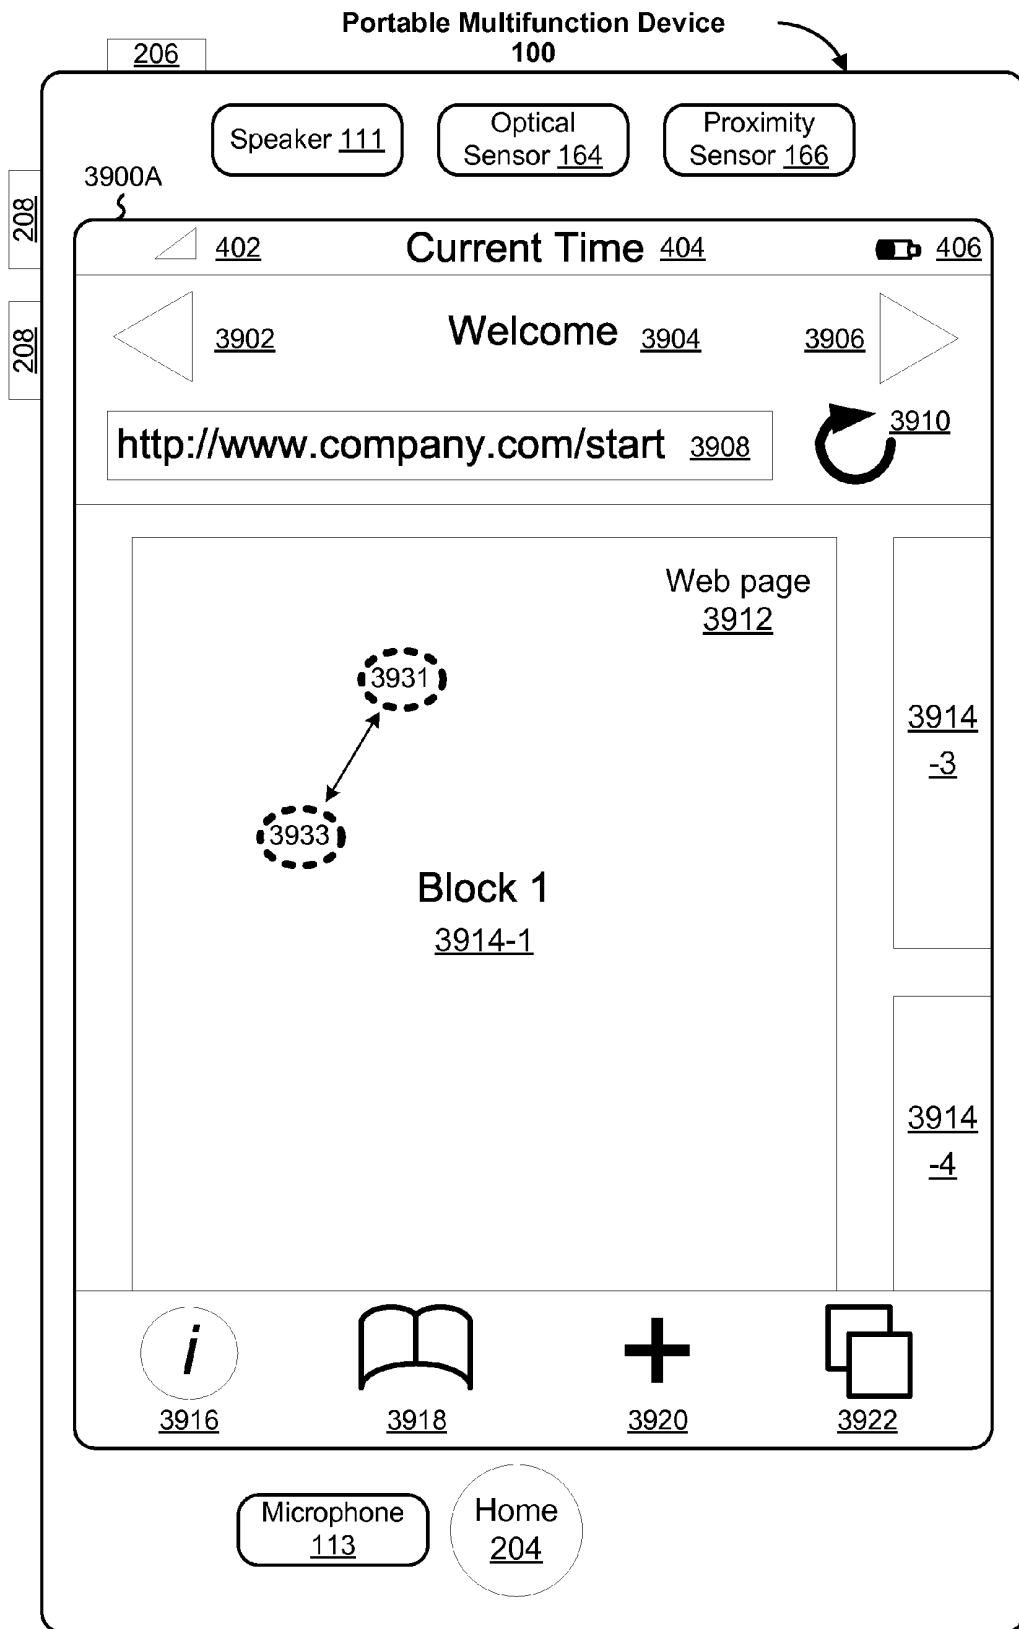 Portable Multifunction Device
100
206
Speaker 111
Optical
Sensor 164
Proximity
Sensor 166
3900A
208
208
402
Current Time 404
406
3902
Welcome 3904
3906
http://www.company.com/start 3908
3910
Web page
3912
3931
3933
Block 1
3914-1
3914
-3
3914
-4
i
3916
3918
3920
3922
Microphone
113
Home
204